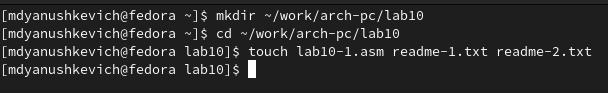 [mdyanushkevich@fedora ~]$ mkdir ~/work/arch-pc/lab10
[mdyanushkevich@fedora ~]$ cd ~/work/arch-pc/lab10
[mdyanushkevich@fedora lab10]$ touch lab10-1.asm readme-1.txt readme-2.txt
[mdyanushkevich@fedora lab10]$